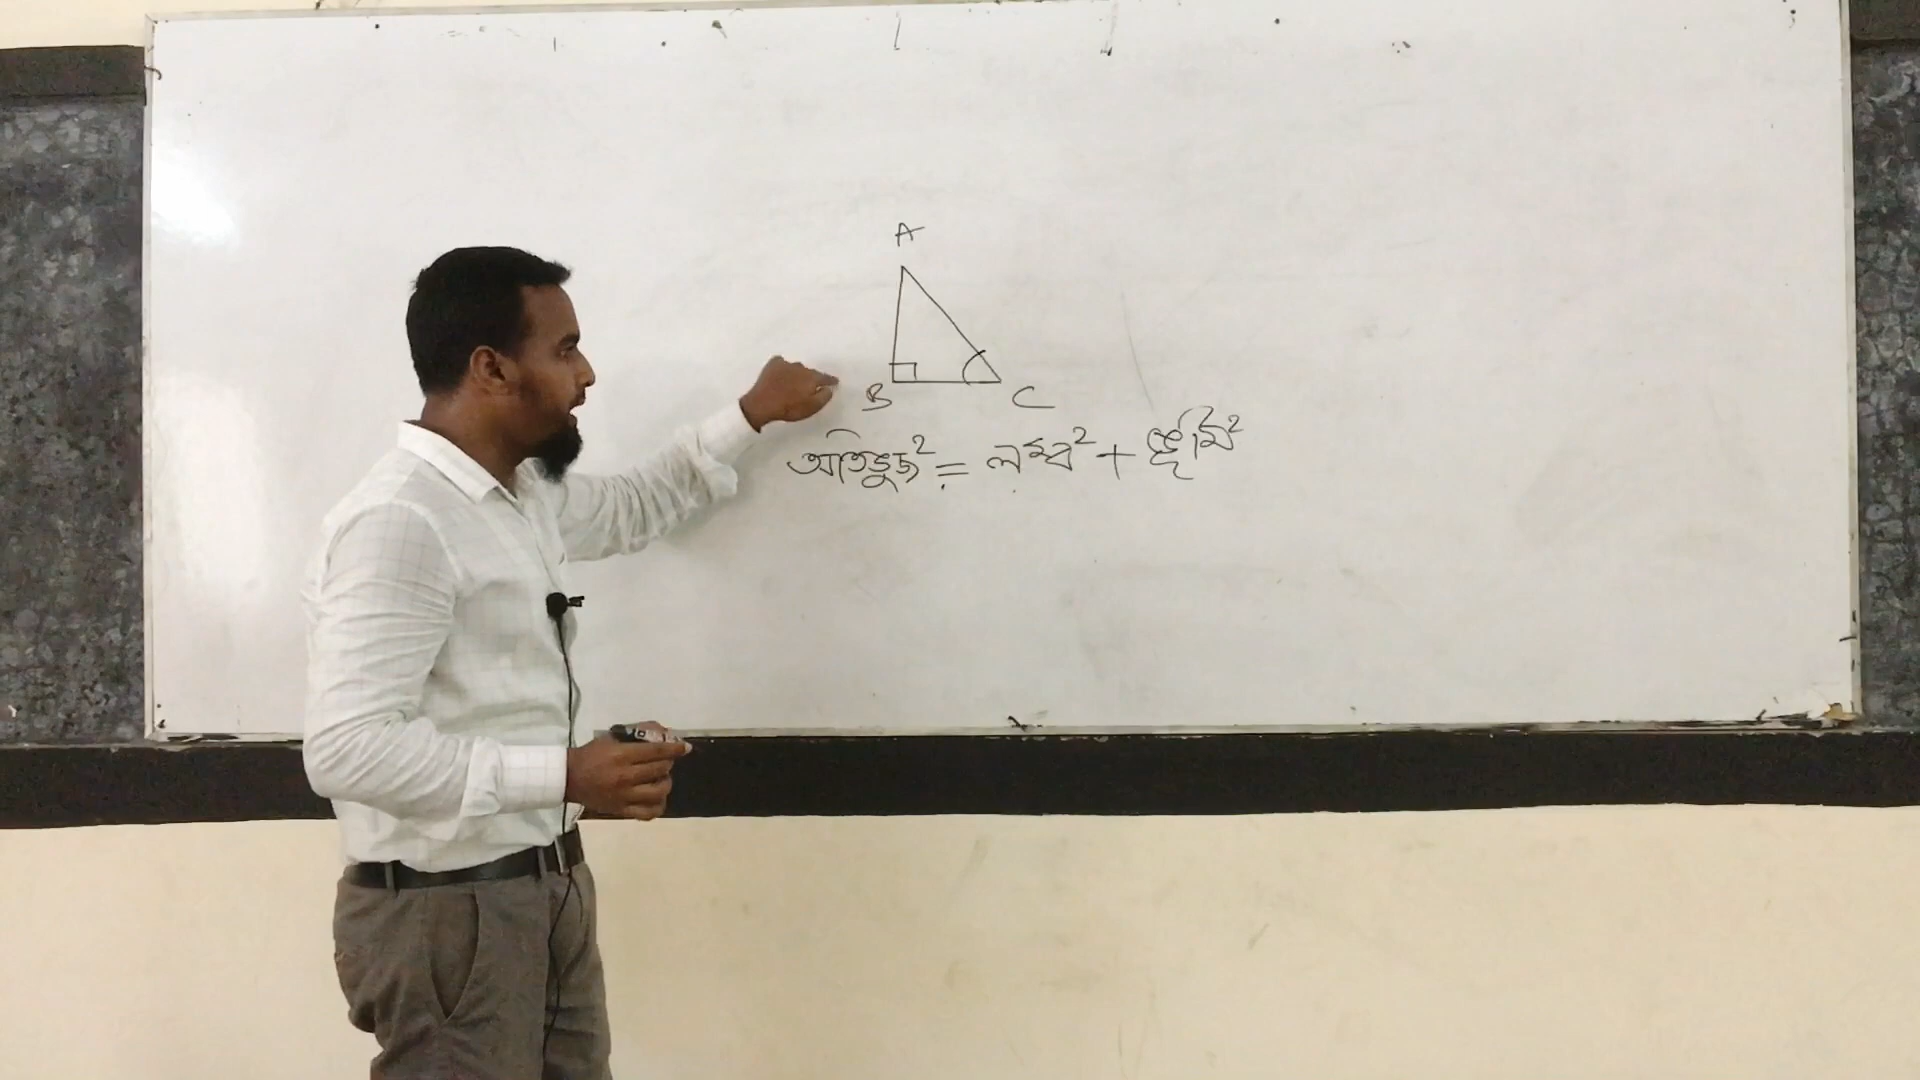 A
B C
অতিভুজ² = লম্ব² + ভূমি²